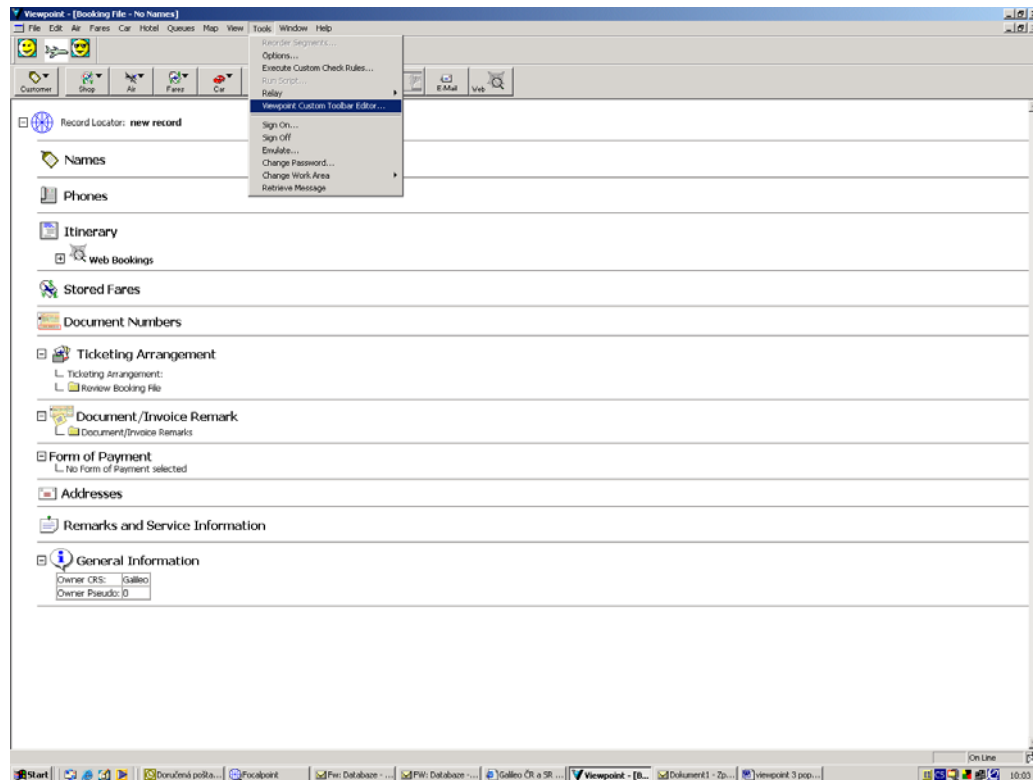 Viewpoint - [Booking File - No Names]
File Edit Air Fares Car Hotel Queues Map View Tools Window Help
Reorder Segments...
Options...
Execute Custom Check Rules...
Run Script...
Relay
Viewpoint Custom Toolbar Editor...
Sign On...
Sign Off
Emulate...
Change Password...
Change Work Area
Retrieve Message
Customer Shop Air Fares Car E-Mail Web
Record Locator: new record
Names
Phones
Itinerary
Web Bookings
Stored Fares
Document Numbers
Ticketing Arrangement
Ticketing Arrangement:
Review Booking File
Document/Invoice Remark
Document/Invoice Remarks
Form of Payment
No Form of Payment selected
Addresses
Remarks and Service Information
General Information
Owner CRS: Galileo
Owner Pseudo: 0
On Line
Start Doručená pošta... Focalpoint Fw: Databaze - ... FW: Databaze -... Galileo ČR a SR ... Viewpoint - [B... Dokument1 - Zp... viewpoint 3 pop...